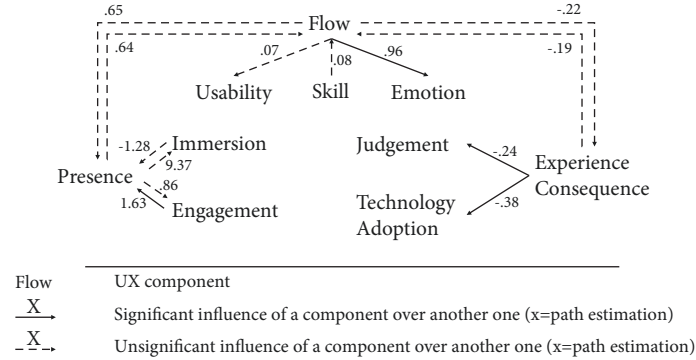 .65
Flow
-.22
.64
-.19
.07
.08
.96
Usability
Skill
Emotion
-1.28
Immersion
9.37
Presence
.86
1.63
Engagement
Judgement
-.24
Experience
Consequence
Technology
Adoption
-.38
Flow UX component
X Significant influence of a component over another one (x=path estimation)
X Unsignificant influence of a component over another one (x=path estimation)